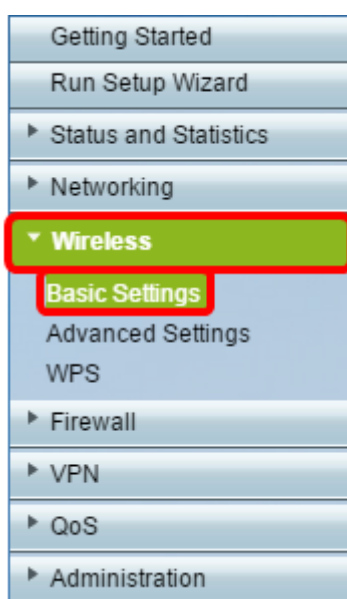 Getting Started
Run Setup Wizard
Status and Statistics
Networking
Wireless
Basic Settings
Advanced Settings
WPS
Firewall
VPN
QoS
Administration